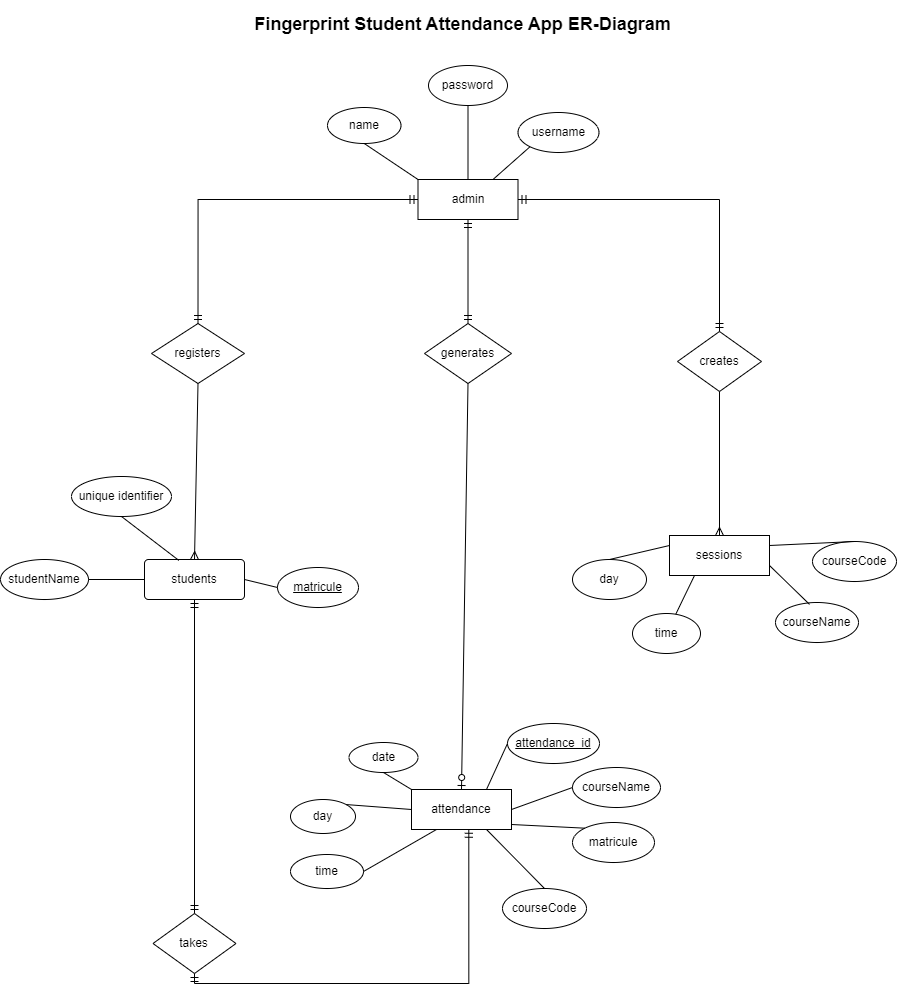 Fingerprint Student Attendance App ER-Diagram
password
name
username
admin
registers
generates
creates
unique identifier
studentName
students
matricule
sessions
courseCode
day
courseName
time
attendance_id
date
courseName
attendance
day
matricule
time
courseCode
takes